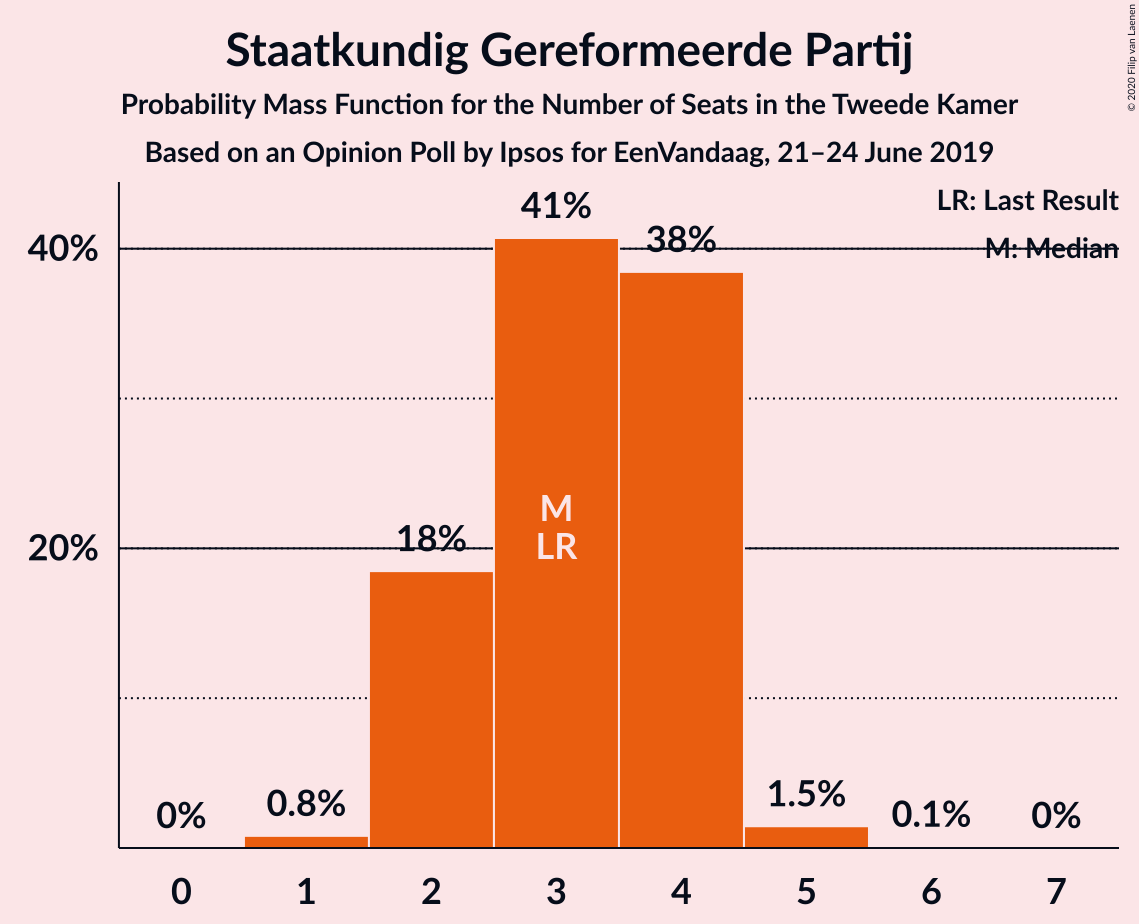 Staatkundig Gereformeerde Partij
Probability Mass Function for the Number of Seats in the Tweede Kamer
Based on an Opinion Poll by Ipsos for EenVandaag, 21–24 June 2019
© 2020 Filip van Laenen
LR: Last Result
M: Median
40%
20%
0%
0.8%
18%
41%
38%
1.5%
0.1%
0%
M
LR
0
1
2
3
4
5
6
7